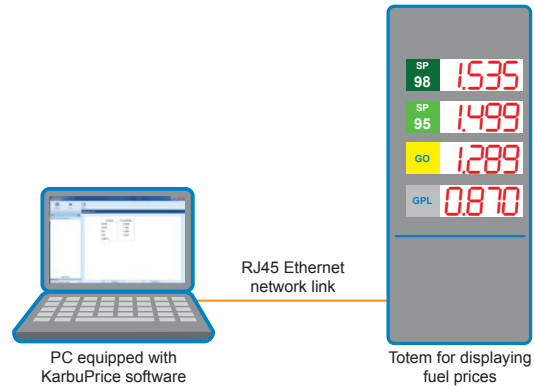 SP
98 1.535
SP
95 1.499
GO 1.289
GPL 0.870
RJ45 Ethernet
network link
PC equipped with
KarbuPrice software
Totem for displaying
fuel prices